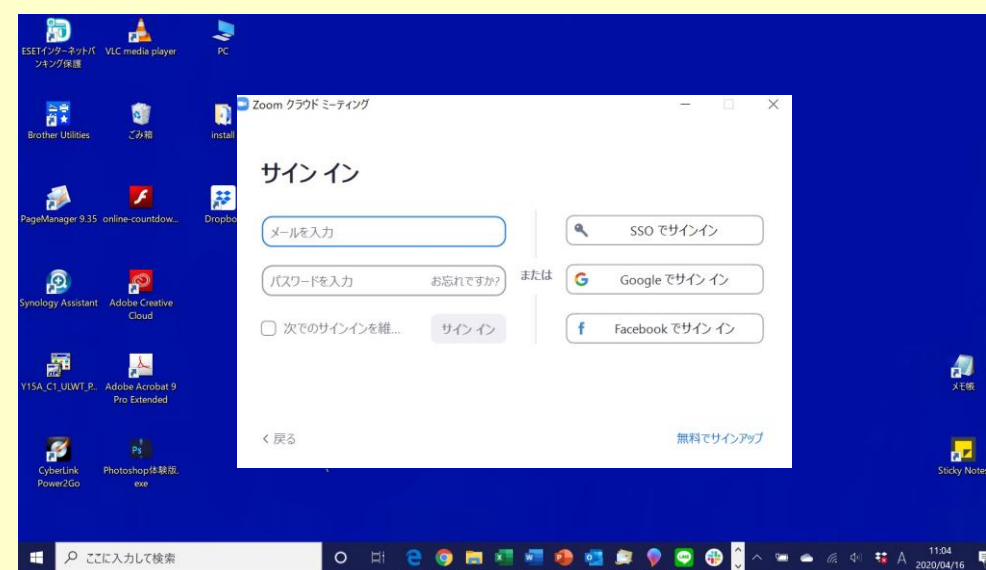 ESETインターネットバ
ンキング保護
VLC media player
PC
Brother Utilities
ごみ箱
install
PageManager 9.35
online-countdow...
Dropbo
Synology Assistant
Adobe Creative
Cloud
Y15A_C1_ULWT_P...
Adobe Acrobat 9
Pro Extended
CyberLink
Power2Go
Photoshop体験版.
exe
Zoom クラウド ミーティング
サイン イン
メールを入力
パスワードを入力
お忘れですか?
次でのサインインを維...
サイン イン
または
SSO でサインイン
Google でサイン イン
Facebook でサイン イン
< 戻る
無料でサインアップ
メモ帳
Sticky Notes
ここに入力して検索
A
11:04
2020/04/16